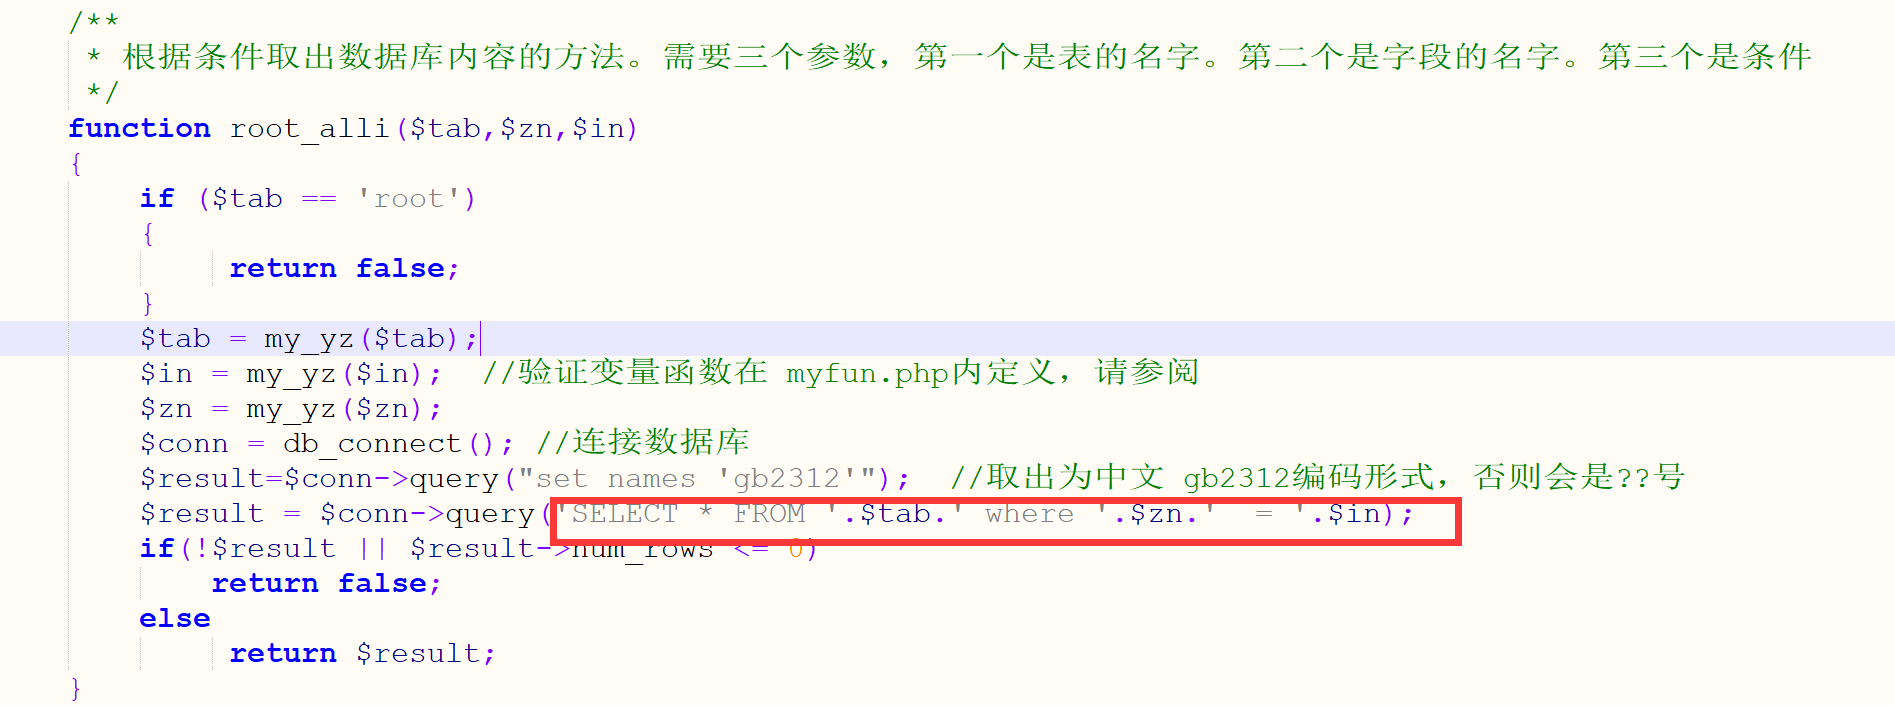 /**
 * 根据条件取出数据库内容的方法。需要三个参数，第一个是表的名字。第二个是字段的名字。第三个是条件
 */
function root_alli($tab,$zn,$in)
{
    if ($tab == 'root')
    {
         return false;
    }
    $tab = my_yz($tab);
    $in = my_yz($in);  //验证变量函数在 myfun.php内定义，请参阅
    $zn = my_yz($zn);
    $conn = db_connect(); //连接数据库
    $result=$conn->query("set names 'gb2312'");  //取出为中文 gb2312编码形式，否则会是??号
    $result = $conn->query('SELECT * FROM '.$tab.' where '.$zn.'  = '.$in);
    if(!$result || $result->num_rows <= 0)
        return false;
    else
         return $result;
}